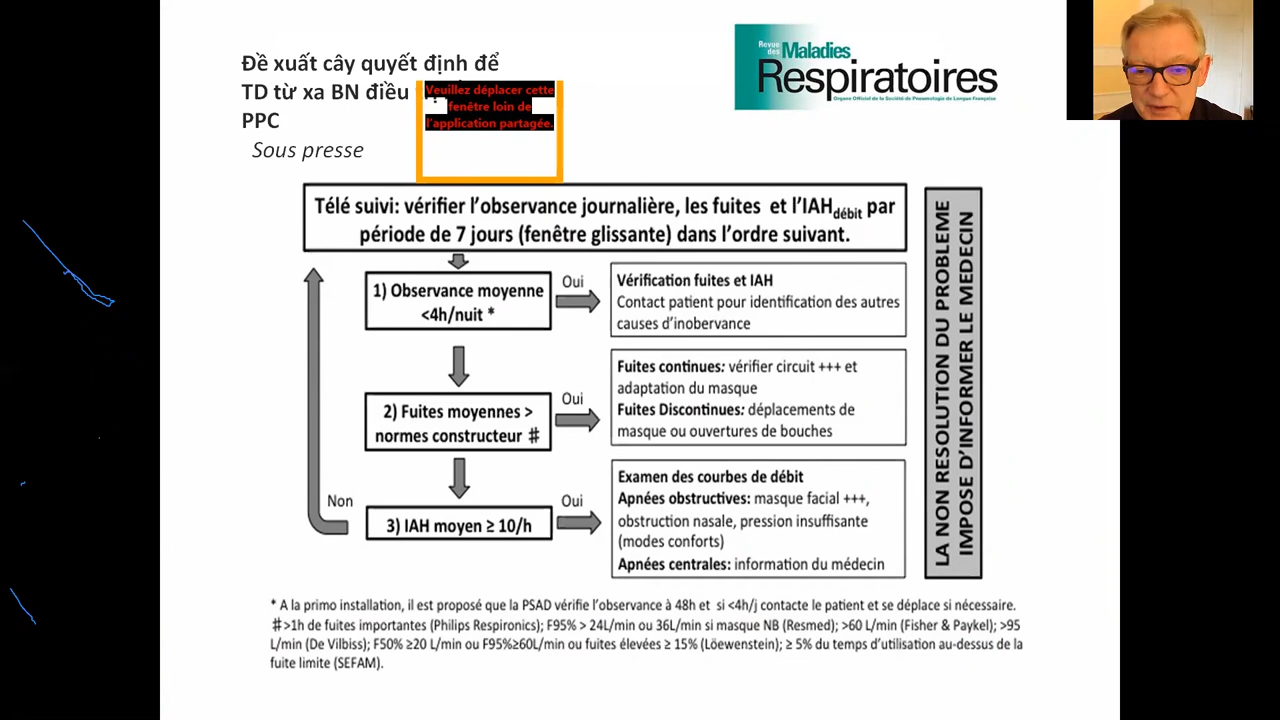 Đề xuất cây quyết định để
TD từ xa BN điều
PPC
Sous presse
Veuillez déplacer cette
fenêtre loin de
l'application partagée.
Revue
des Maladies
Respiratoires
Organe Officiel de la Société de Pneumologie de Langue Française
Télé suivi: vérifier l'observance journalière, les fuites et l'IAHdébit par
période de 7 jours (fenêtre glissante) dans l'ordre suivant.
1) Observance moyenne
<4h/nuit *
Oui
Vérification fuites et IAH
Contact patient pour identification des autres
causes d'inobervance
2) Fuites moyennes >
normes constructeur #
Oui
Fuites continues: vérifier circuit +++ et
adaptation du masque
Fuites Discontinues: déplacements de
masque ou ouvertures de bouches
Non
3) IAH moyen ≥ 10/h
Oui
Examen des courbes de débit
Apnées obstructives: masque facial +++,
obstruction nasale, pression insuffisante
(modes conforts)
Apnées centrales: information du médecin
LA NON RESOLUTION DU PROBLEME
IMPOSE D'INFORMER LE MEDECIN
* A la primo installation, il est proposé que la PSAD vérifie l'observance à 48h et si <4h/j contacte le patient et se déplace si nécessaire.
# >1h de fuites importantes (Philips Respironics); F95% > 24L/min ou 36L/min si masque NB (Resmed); >60 L/min (Fisher & Paykel); >95
L/min (De Vilbiss); F50% ≥20 L/min ou F95%≥60L/min ou fuites élevées ≥ 15% (Löewenstein); ≥ 5% du temps d'utilisation au-dessus de la
fuite limite (SEFAM).